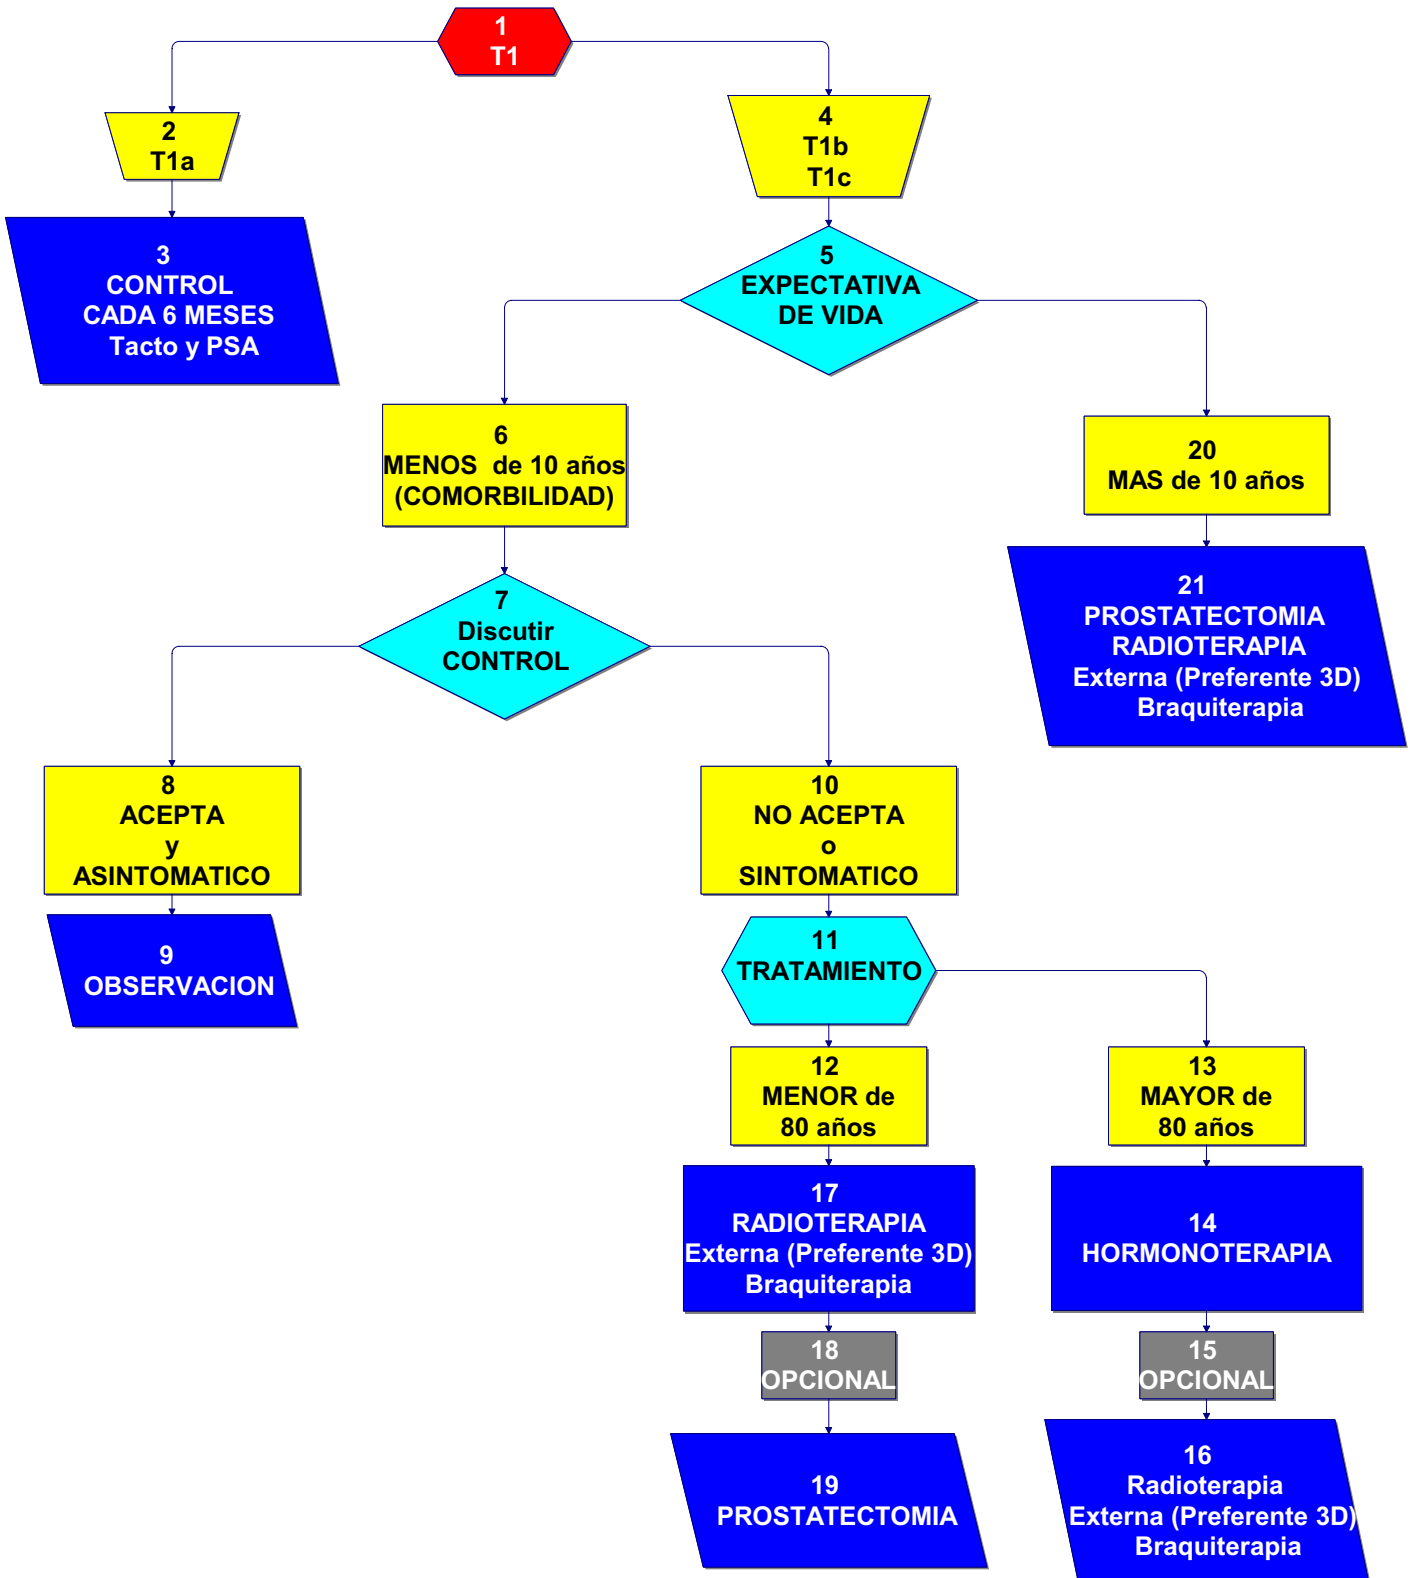 1
T1
2
T1a
3
CONTROL
CADA 6 MESES
Tacto y PSA
4
T1b
T1c
5
EXPECTATIVA
DE VIDA
6
MENOS de 10 años
(COMORBILIDAD)
7
Discutir
CONTROL
8
ACEPTA
y
ASINTOMATICO
9
OBSERVACION
10
NO ACEPTA
o
SINTOMATICO
11
TRATAMIENTO
12
MENOR de
80 años
13
MAYOR de
80 años
14
HORMONOTERAPIA
15
OPCIONAL
16
Radioterapia
Externa (Preferente 3D)
Braquiterapia
17
RADIOTERAPIA
Externa (Preferente 3D)
Braquiterapia
18
OPCIONAL
19
PROSTATECTOMIA
20
MAS de 10 años
21
PROSTATECTOMIA
RADIOTERAPIA
Externa (Preferente 3D)
Braquiterapia